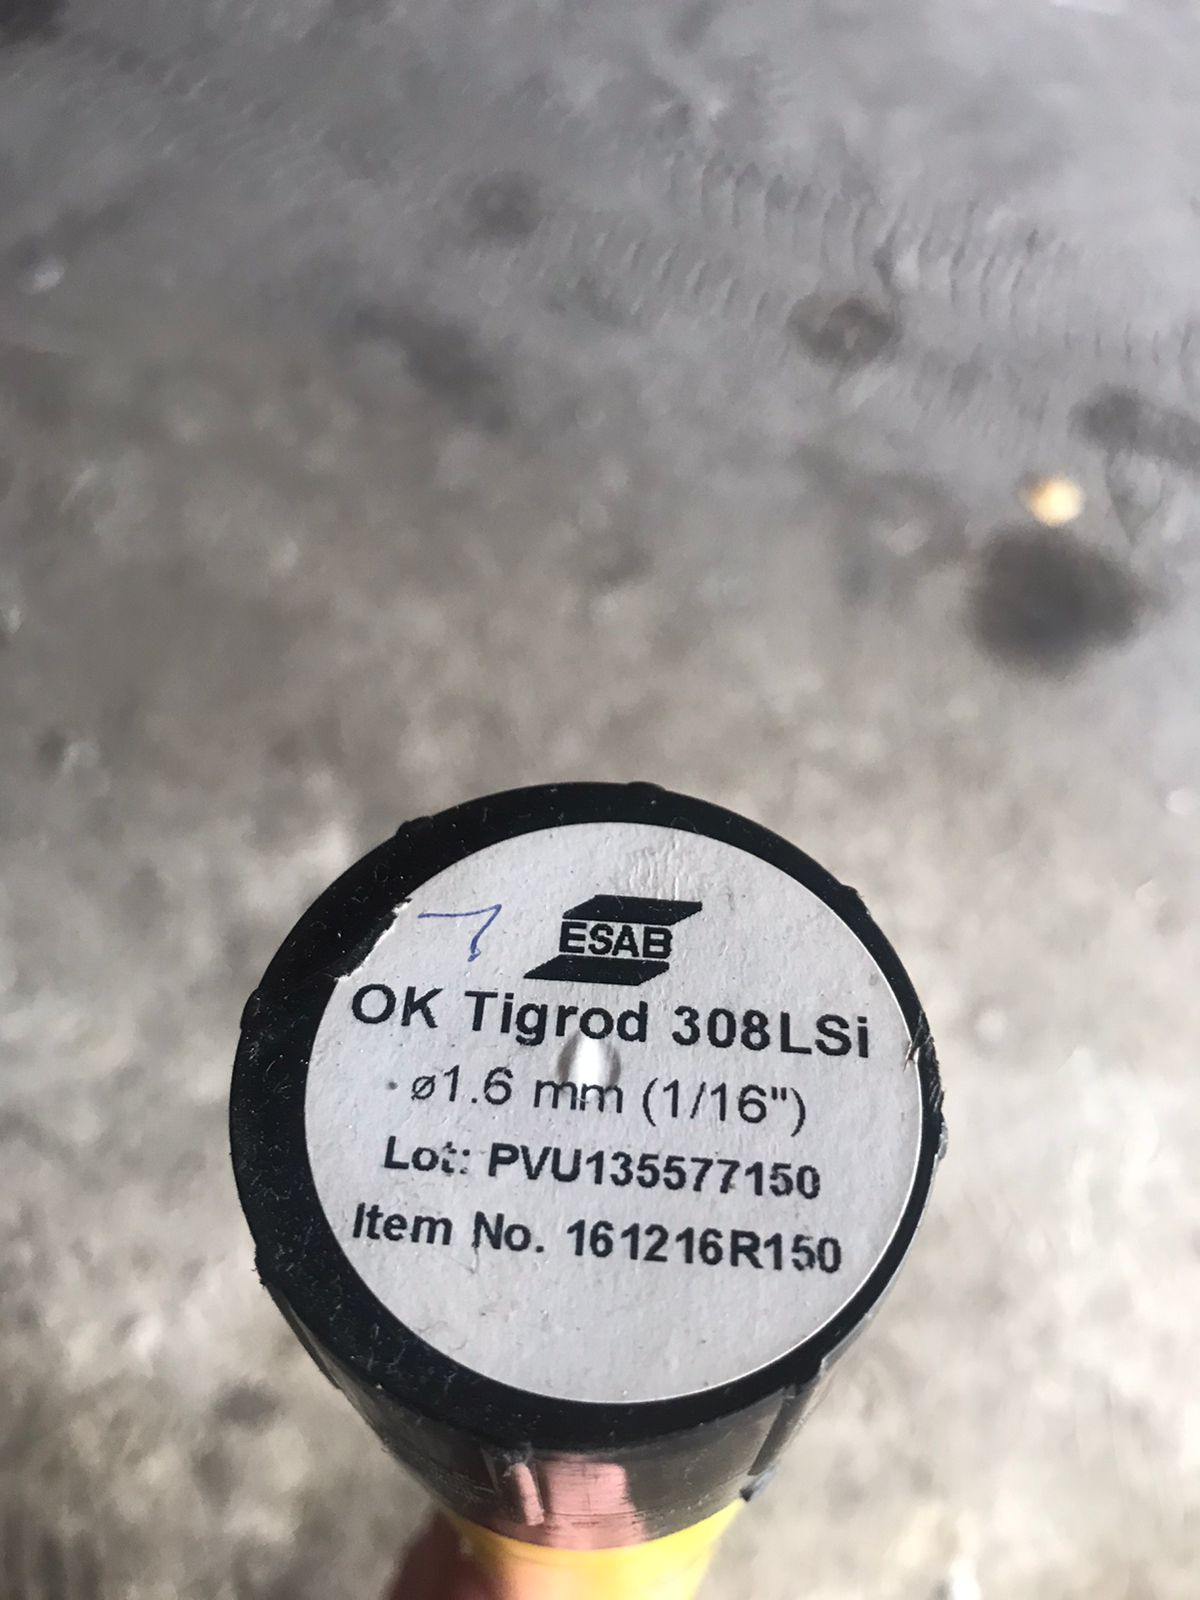 ESAB
OK Tigrod 308LSi
ø1.6 mm (1/16")
Lot: PVU135577150
Item No. 161216R150